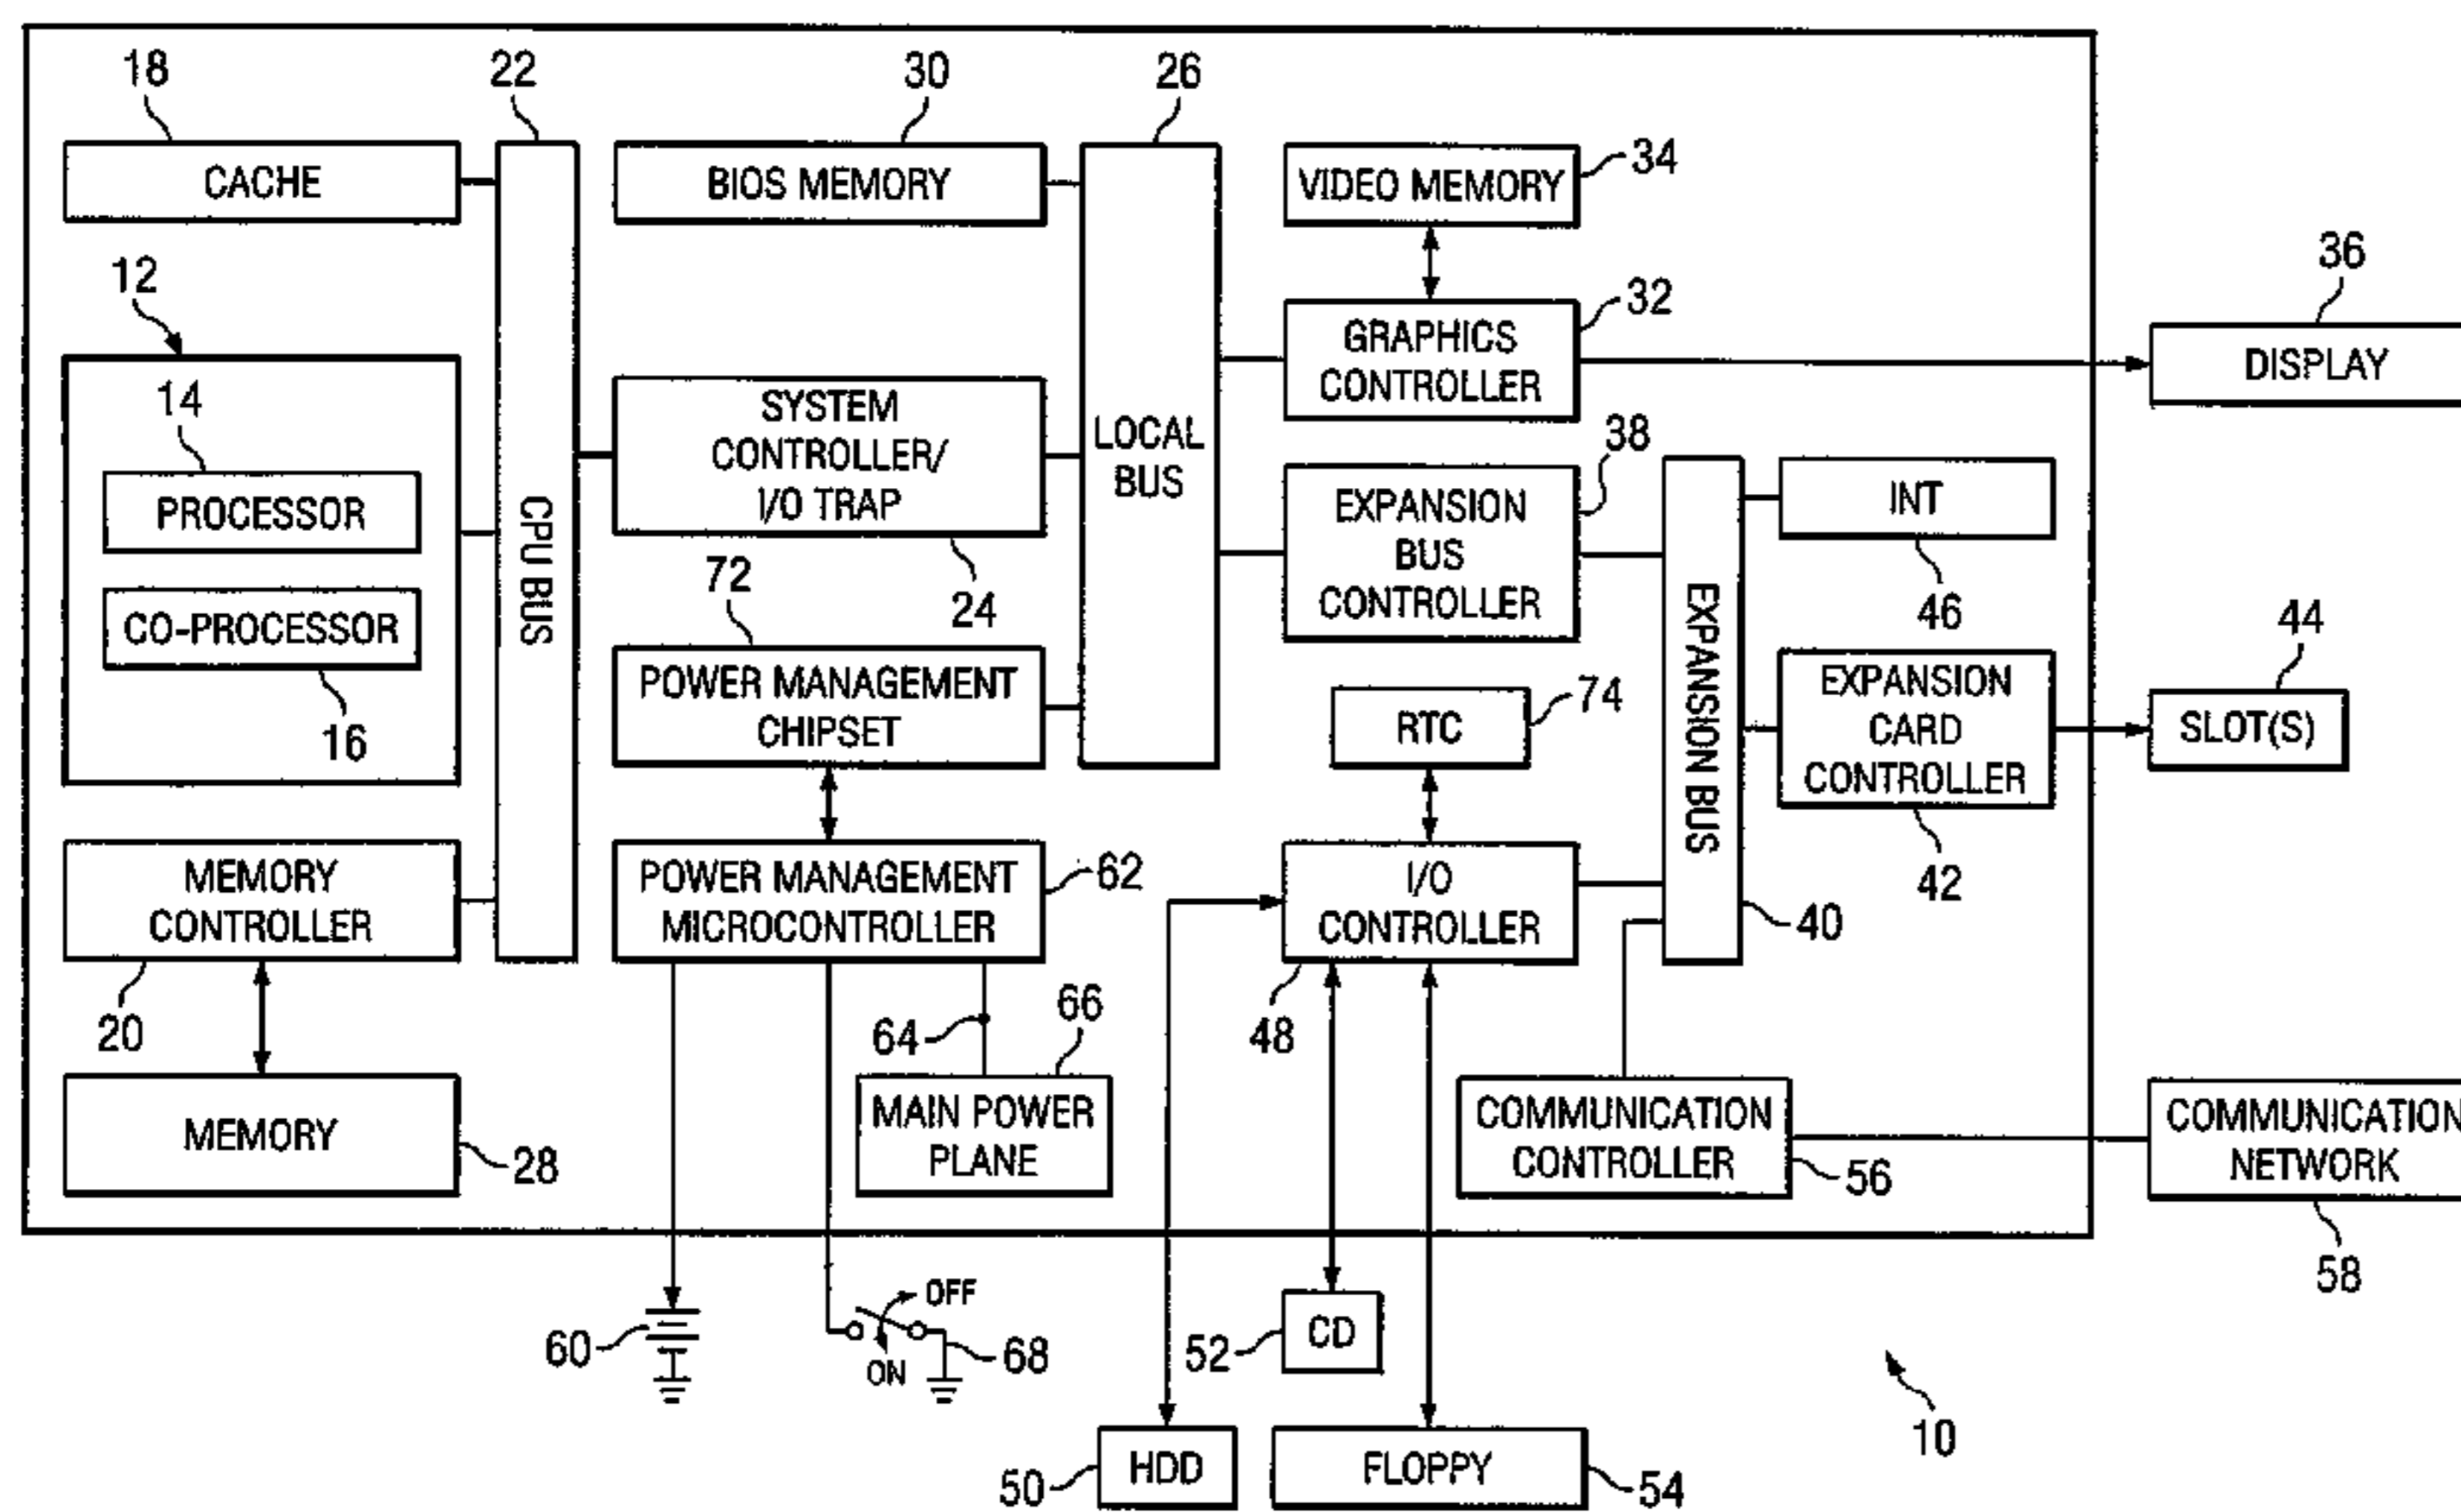 18
22
30
26
CACHE
BIOS MEMORY
VIDEO MEMORY
34
12
14
PROCESSOR
CO-PROCESSOR
16
CPU BUS
SYSTEM
CONTROLLER/
I/O TRAP
24
LOCAL
BUS
GRAPHICS
CONTROLLER
32
36
DISPLAY
38
EXPANSION
BUS
CONTROLLER
EXPANSION BUS
40
INT
46
72
POWER MANAGEMENT
CHIPSET
RTC
74
EXPANSION
CARD
CONTROLLER
42
44
SLOT(S)
MEMORY
CONTROLLER
20
POWER MANAGEMENT
MICROCONTROLLER
62
I/O
CONTROLLER
48
64
66
MAIN POWER
PLANE
MEMORY
28
COMMUNICATION
CONTROLLER
56
COMMUNICATION
NETWORK
58
60
OFF
ON
68
52
CD
50
HDD
FLOPPY
54
10